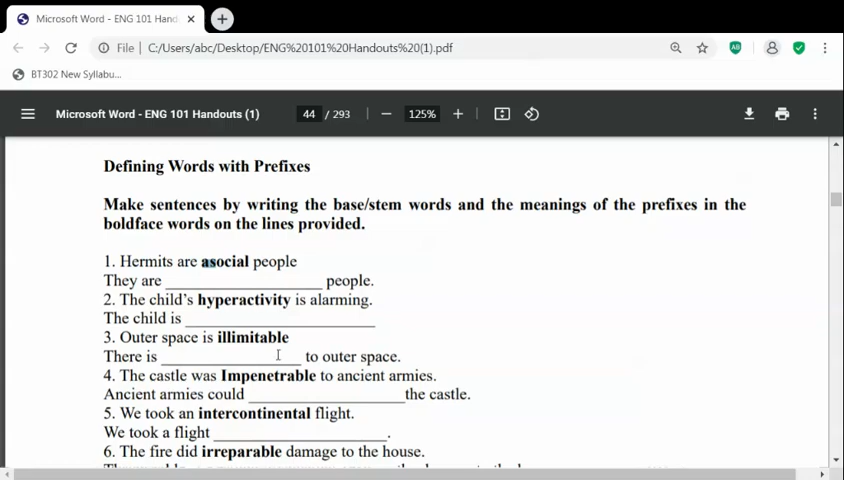 Microsoft Word - ENG 101 Hand
File C:/Users/abc/Desktop/ENG%20101%20Handouts%20(1).pdf
BT302 New Syllabu...
Microsoft Word - ENG 101 Handouts (1) 44 / 293 125%
Defining Words with Prefixes
Make sentences by writing the base/stem words and the meanings of the prefixes in the
boldface words on the lines provided.
1. Hermits are asocial people
They are ____________________ people.
2. The child's hyperactivity is alarming.
The child is ________________________
3. Outer space is illimitable
There is __________________ to outer space.
4. The castle was Impenetrable to ancient armies.
Ancient armies could ____________________the castle.
5. We took an intercontinental flight.
We took a flight ______________________.
6. The fire did irreparable damage to the house.